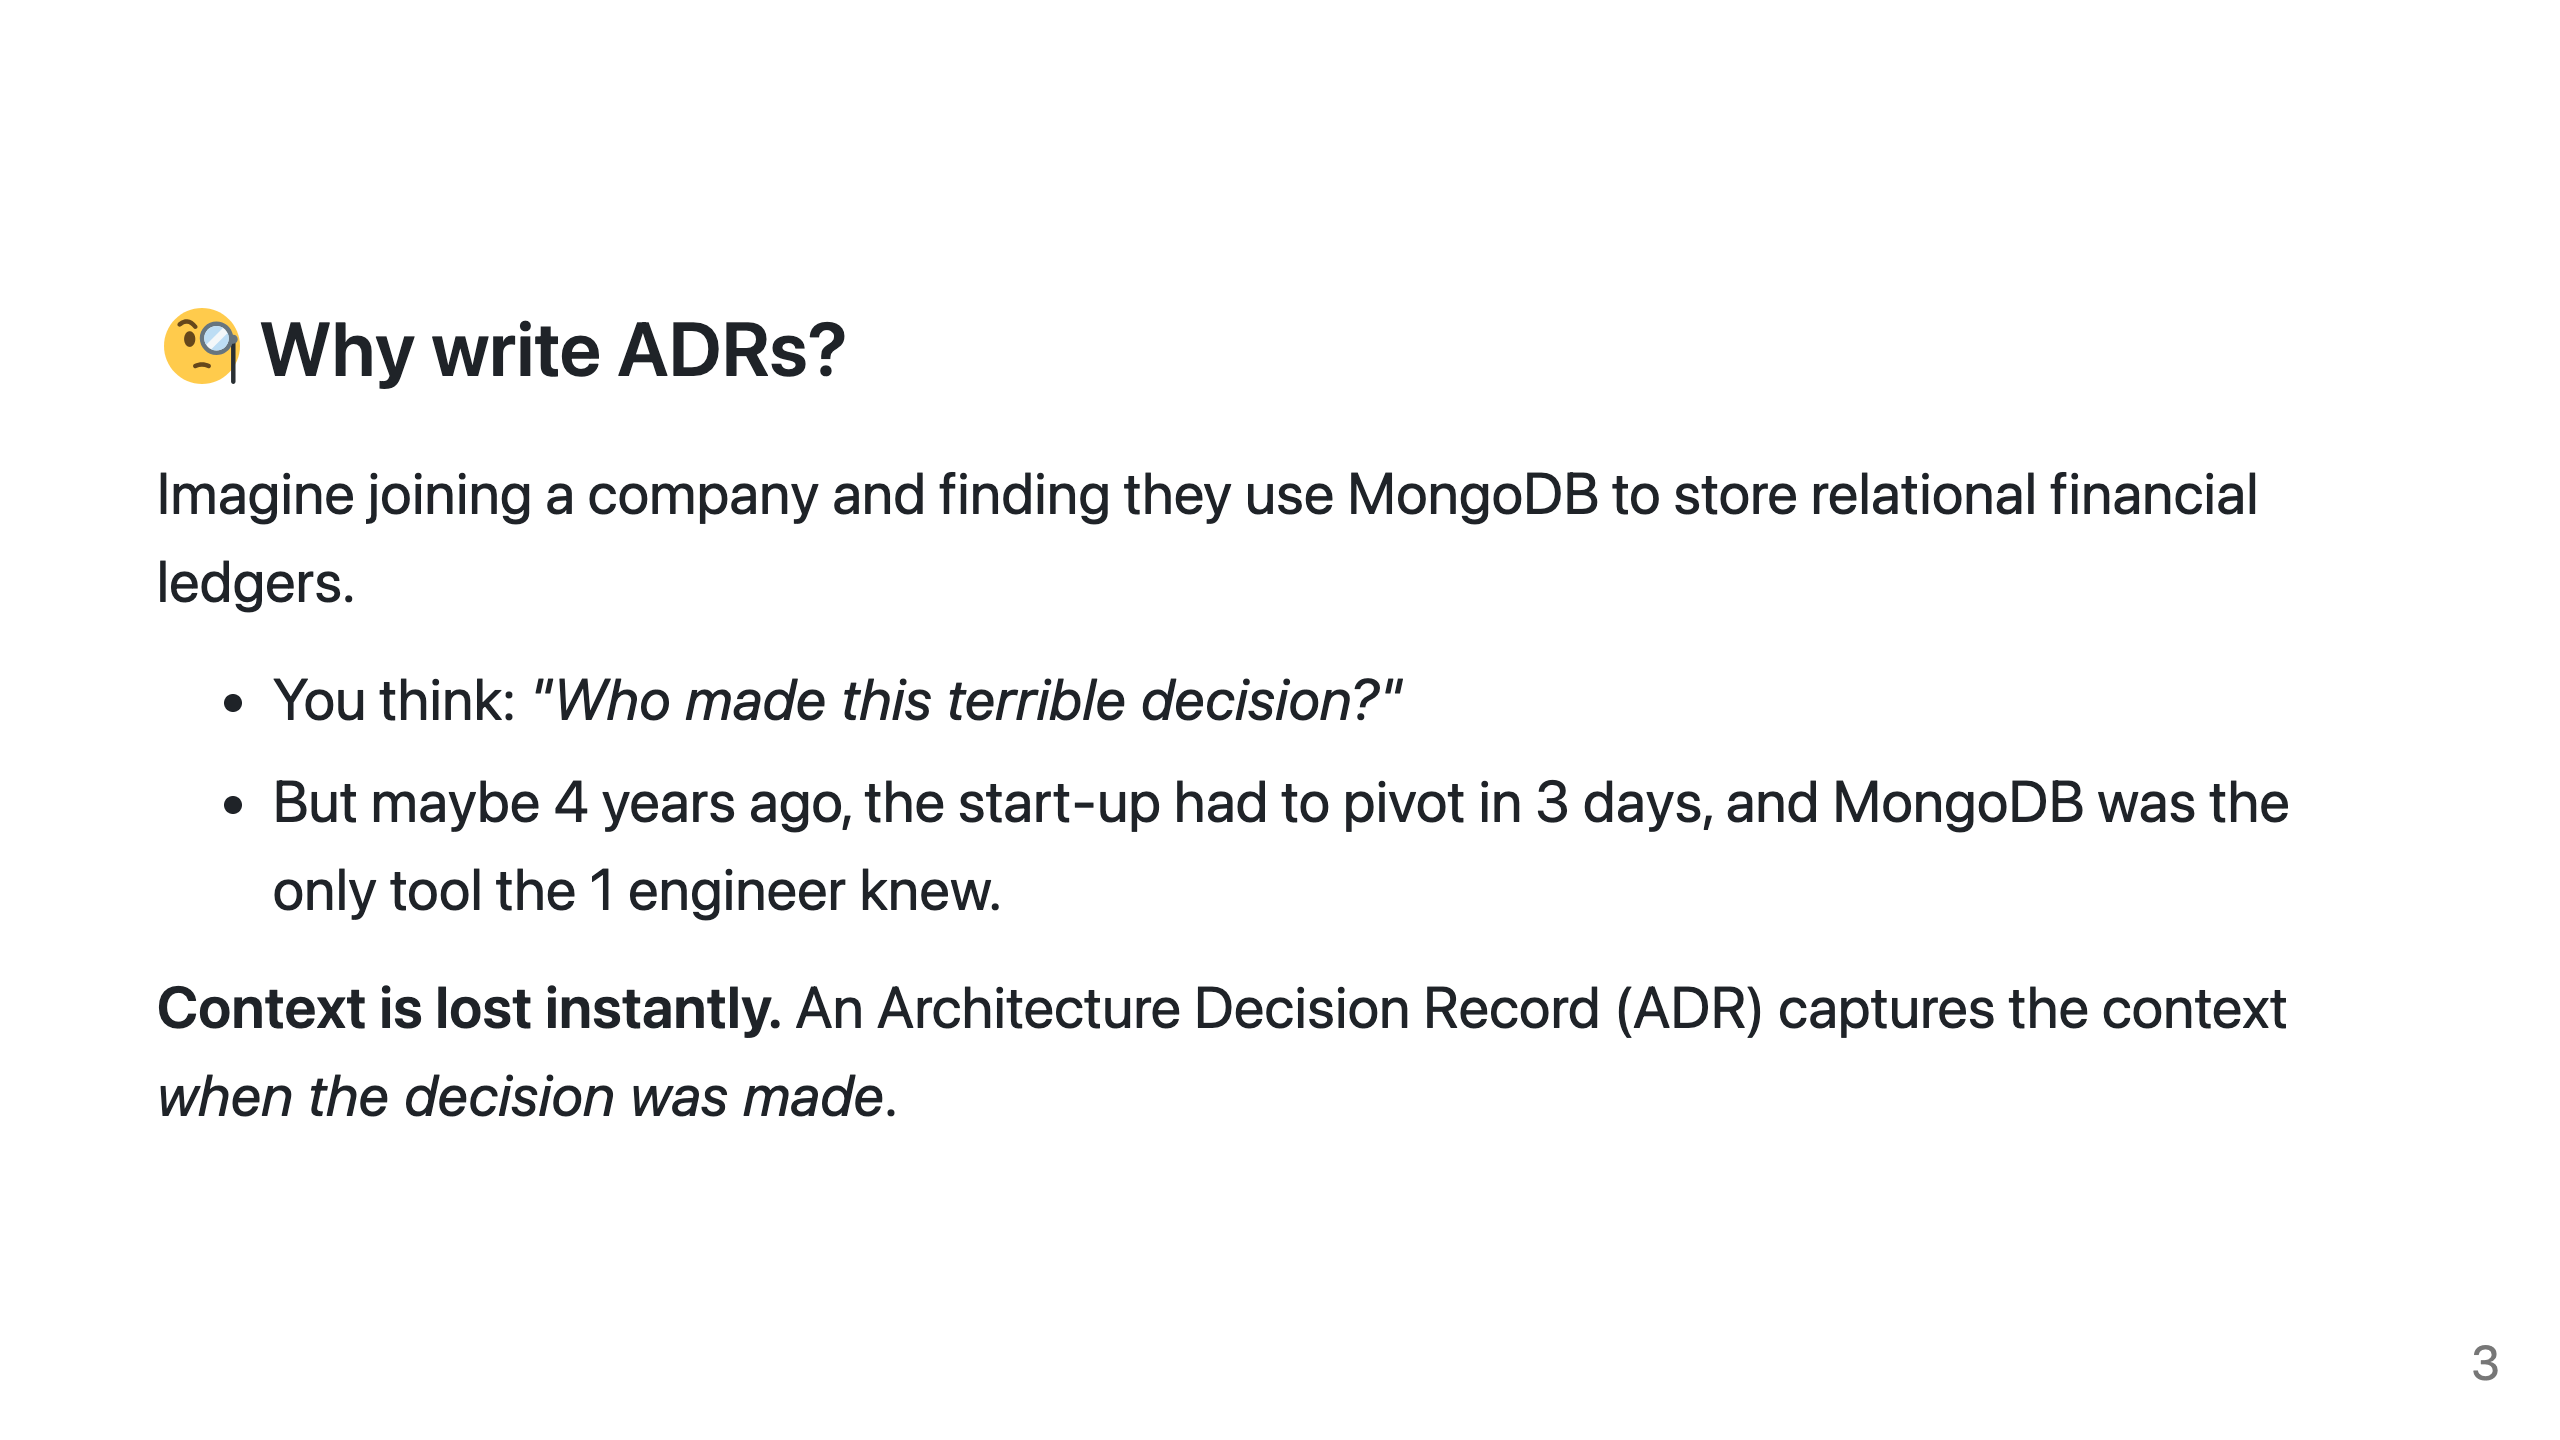 🧐 Why write ADRs?
Imagine joining a company and finding they use MongoDB to store relational financial
ledgers.
• You think: "Who made this terrible decision?"
• But maybe 4 years ago, the start-up had to pivot in 3 days, and MongoDB was the
only tool the 1 engineer knew.
Context is lost instantly. An Architecture Decision Record (ADR) captures the context
when the decision was made.
3